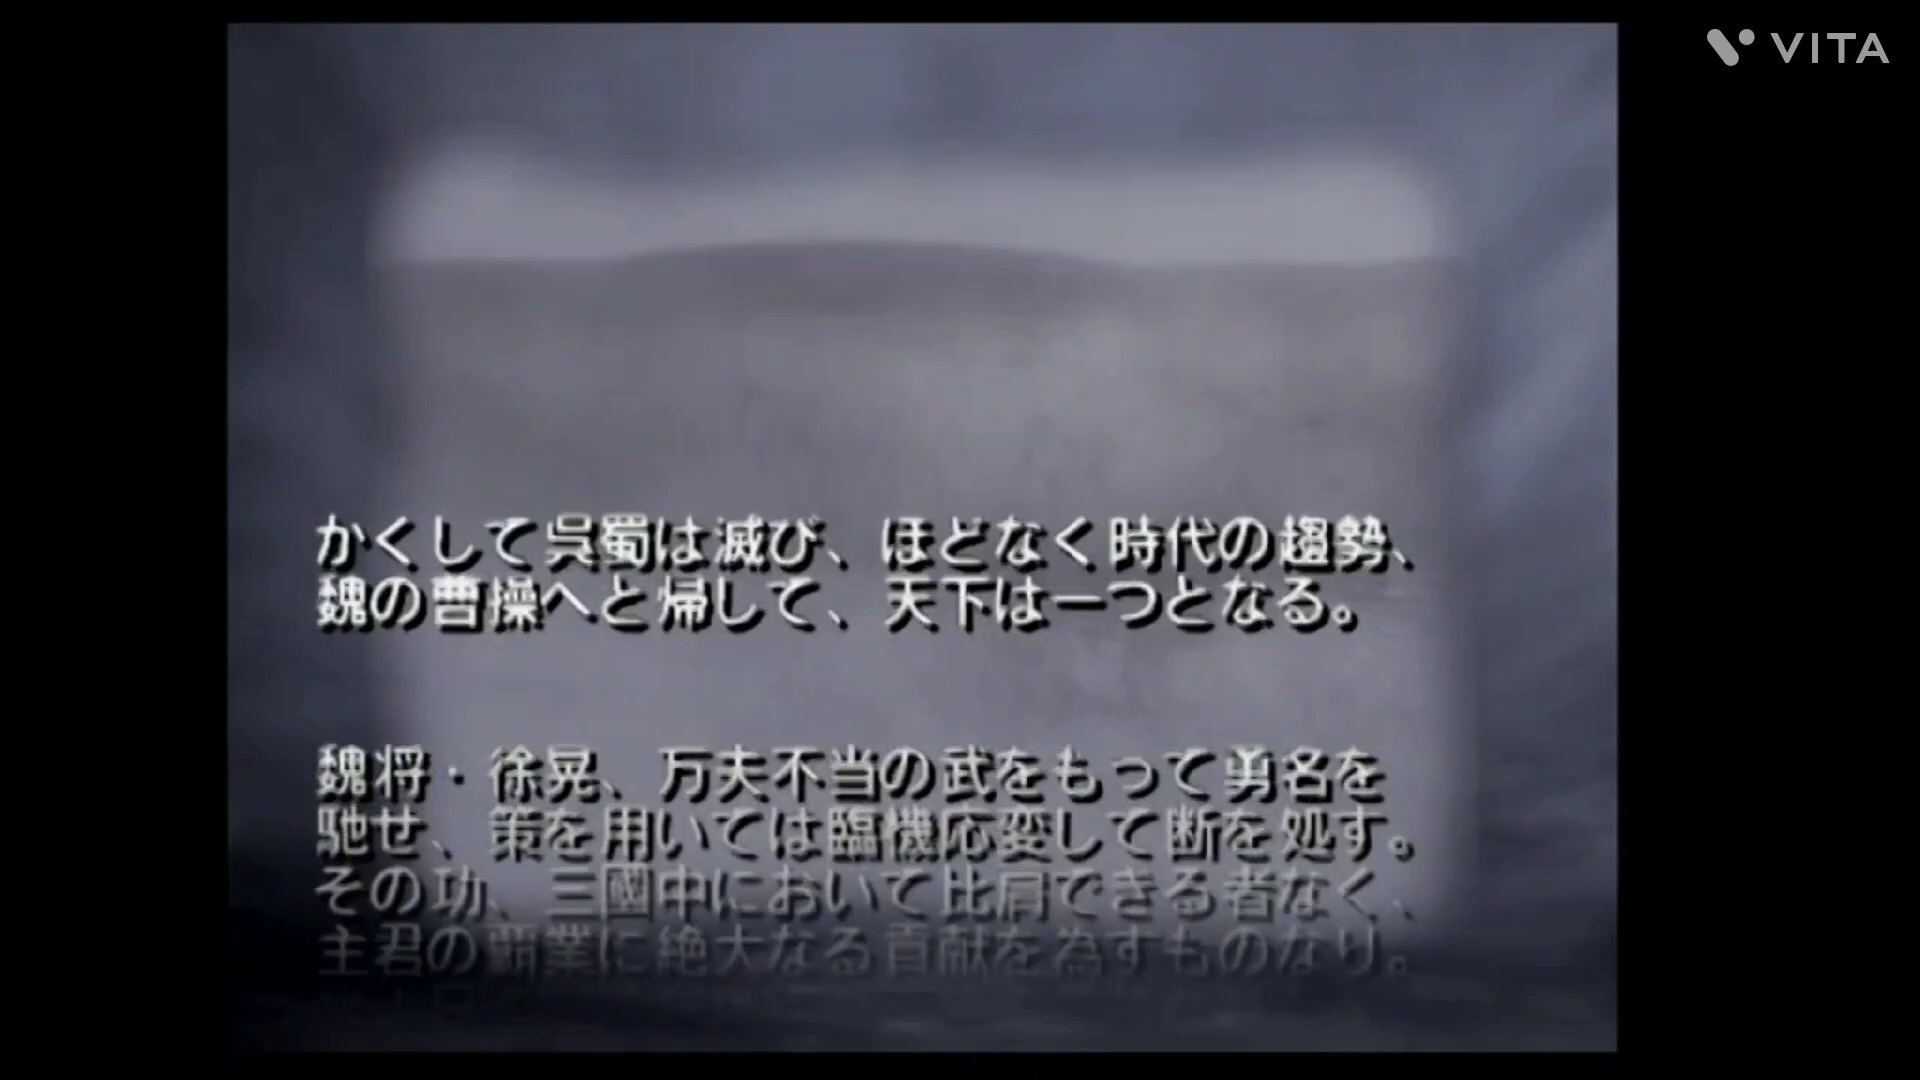 VITA
かくして呉蜀は滅び、ほどなく時代の趨勢、
魏の曹操へと帰して、天下は一つとなる。
魏将・徐晃、万夫不当の武をもって勇名を
馳せ、策を用いては臨機応変して断を処す。
その功、三國中において比肩できる者なく、
主君の覇業に絶大なる貢献を為すものなり。